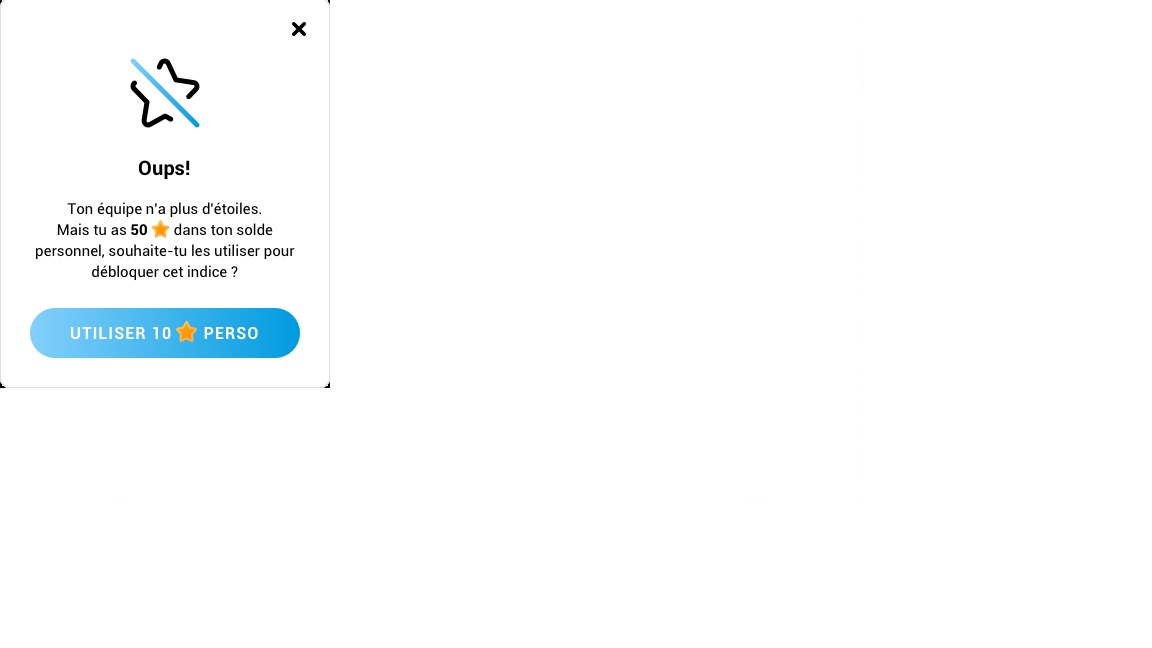 Oups!
Ton équipe n'a plus d'étoiles.
Mais tu as 50 ⭐ dans ton solde
personnel, souhaite-tu les utiliser pour
débloquer cet indice ?
UTILISER 10 ⭐ PERSO